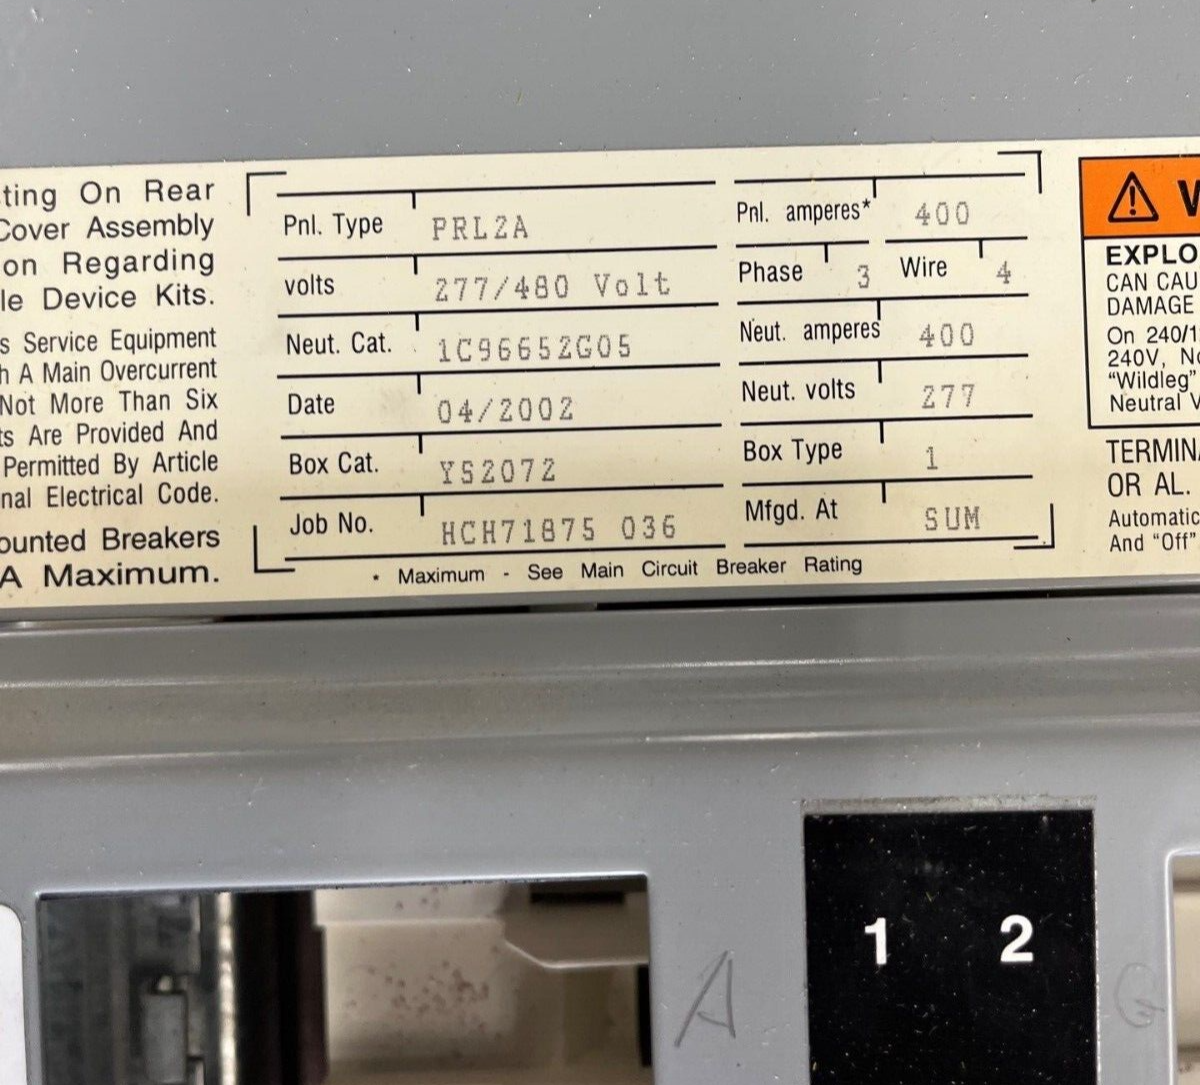 ting On Rear
Cover Assembly
on Regarding
le Device Kits.
s Service Equipment
h A Main Overcurrent
Not More Than Six
ts Are Provided And
Permitted By Article
nal Electrical Code.
ounted Breakers
A Maximum.
Pnl. Type PRL2A
volts 277/480 Volt
Neut. Cat. 1C96652G05
Date 04/2002
Box Cat. YS2072
Job No. HCH71875 036
Pnl. amperes* 400
Phase 3 Wire 4
Neut. amperes 400
Neut. volts 277
Box Type 1
Mfgd. At SUM
• Maximum - See Main Circuit Breaker Rating
EXPLO
CAN CAU
DAMAGE
On 240/1
240V, No
"Wildleg"
Neutral V
TERMINA
OR AL.
Automatic
And "Off"
1 2
A